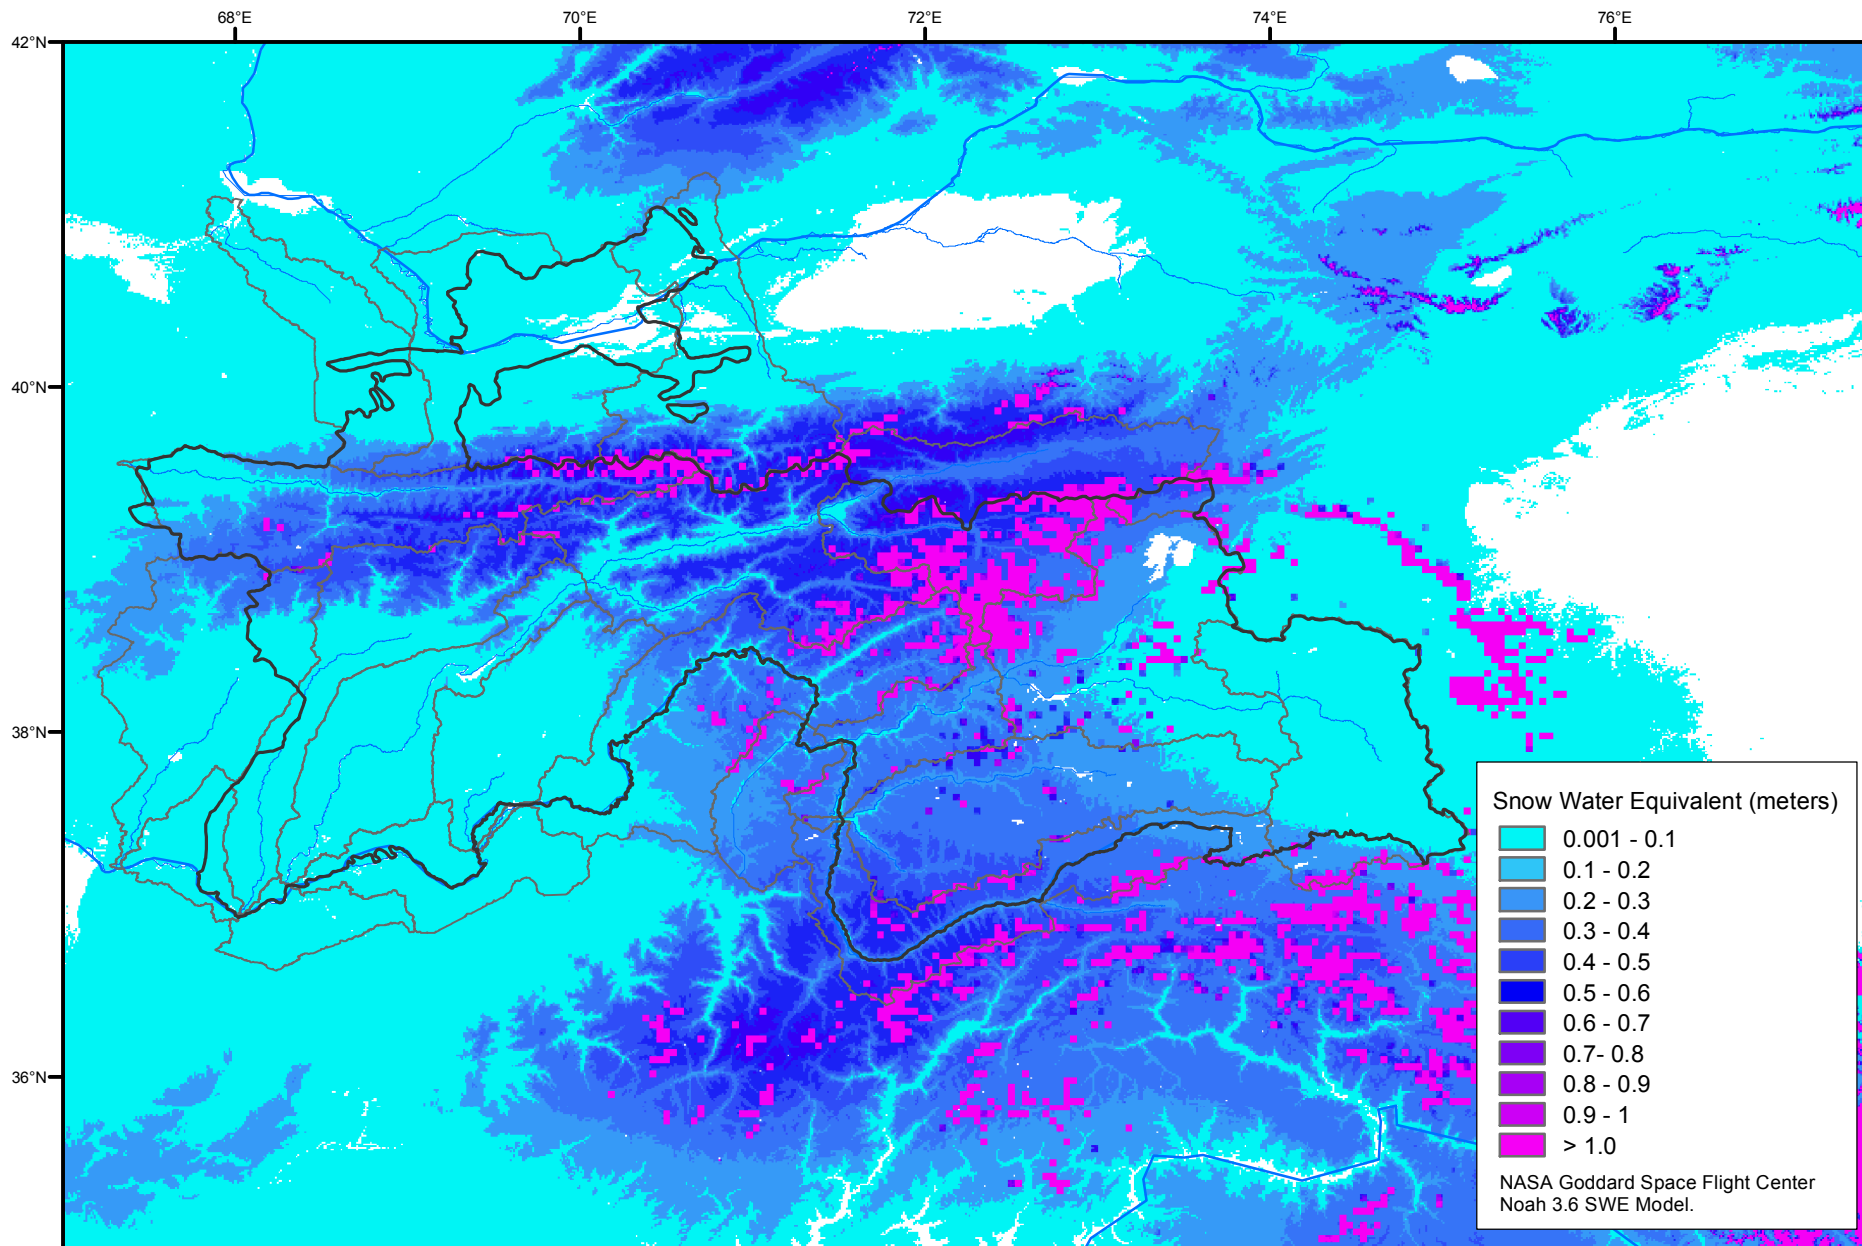 68°E
70°E
72°E
74°E
76°E
42°N
40°N
38°N
36°N
Snow Water Equivalent (meters)
0.001 - 0.1
0.1 - 0.2
0.2 - 0.3
0.3 - 0.4
0.4 - 0.5
0.5 - 0.6
0.6 - 0.7
0.7- 0.8
0.8 - 0.9
0.9 - 1
> 1.0
NASA Goddard Space Flight Center
Noah 3.6 SWE Model.